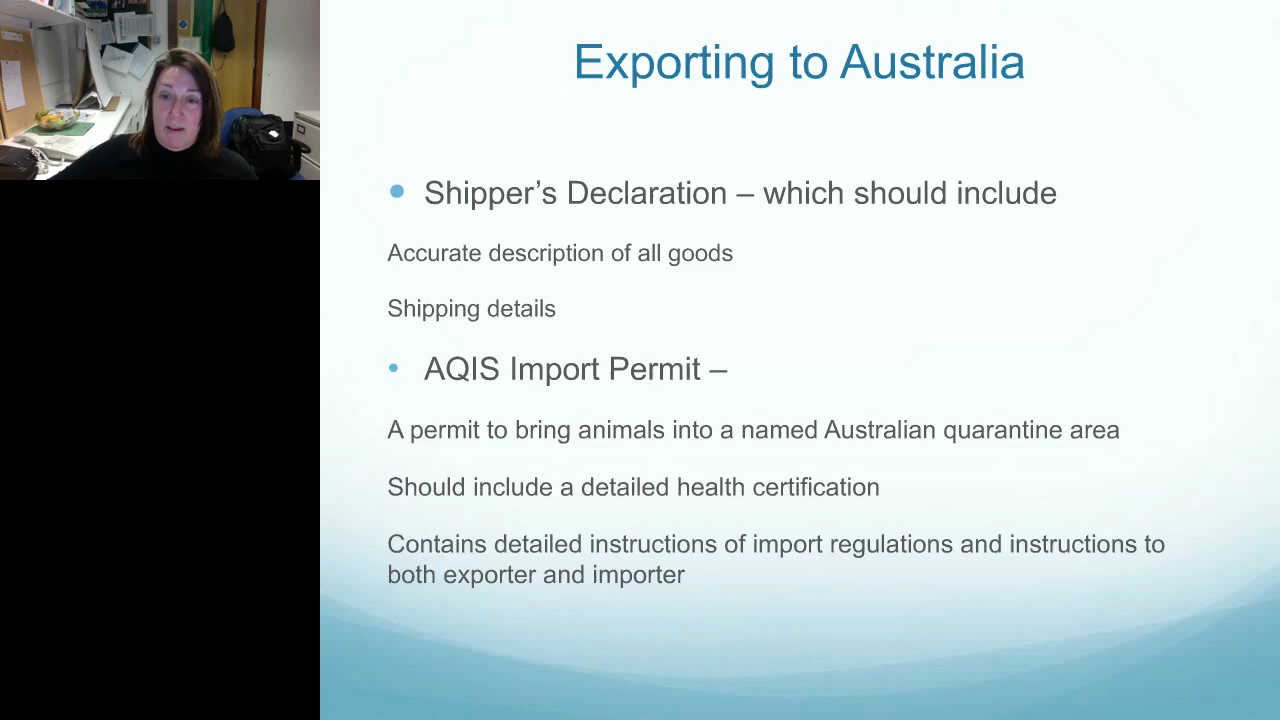 Exporting to Australia
• Shipper’s Declaration – which should include
Accurate description of all goods
Shipping details
• AQIS Import Permit –
A permit to bring animals into a named Australian quarantine area
Should include a detailed health certification
Contains detailed instructions of import regulations and instructions to
both exporter and importer